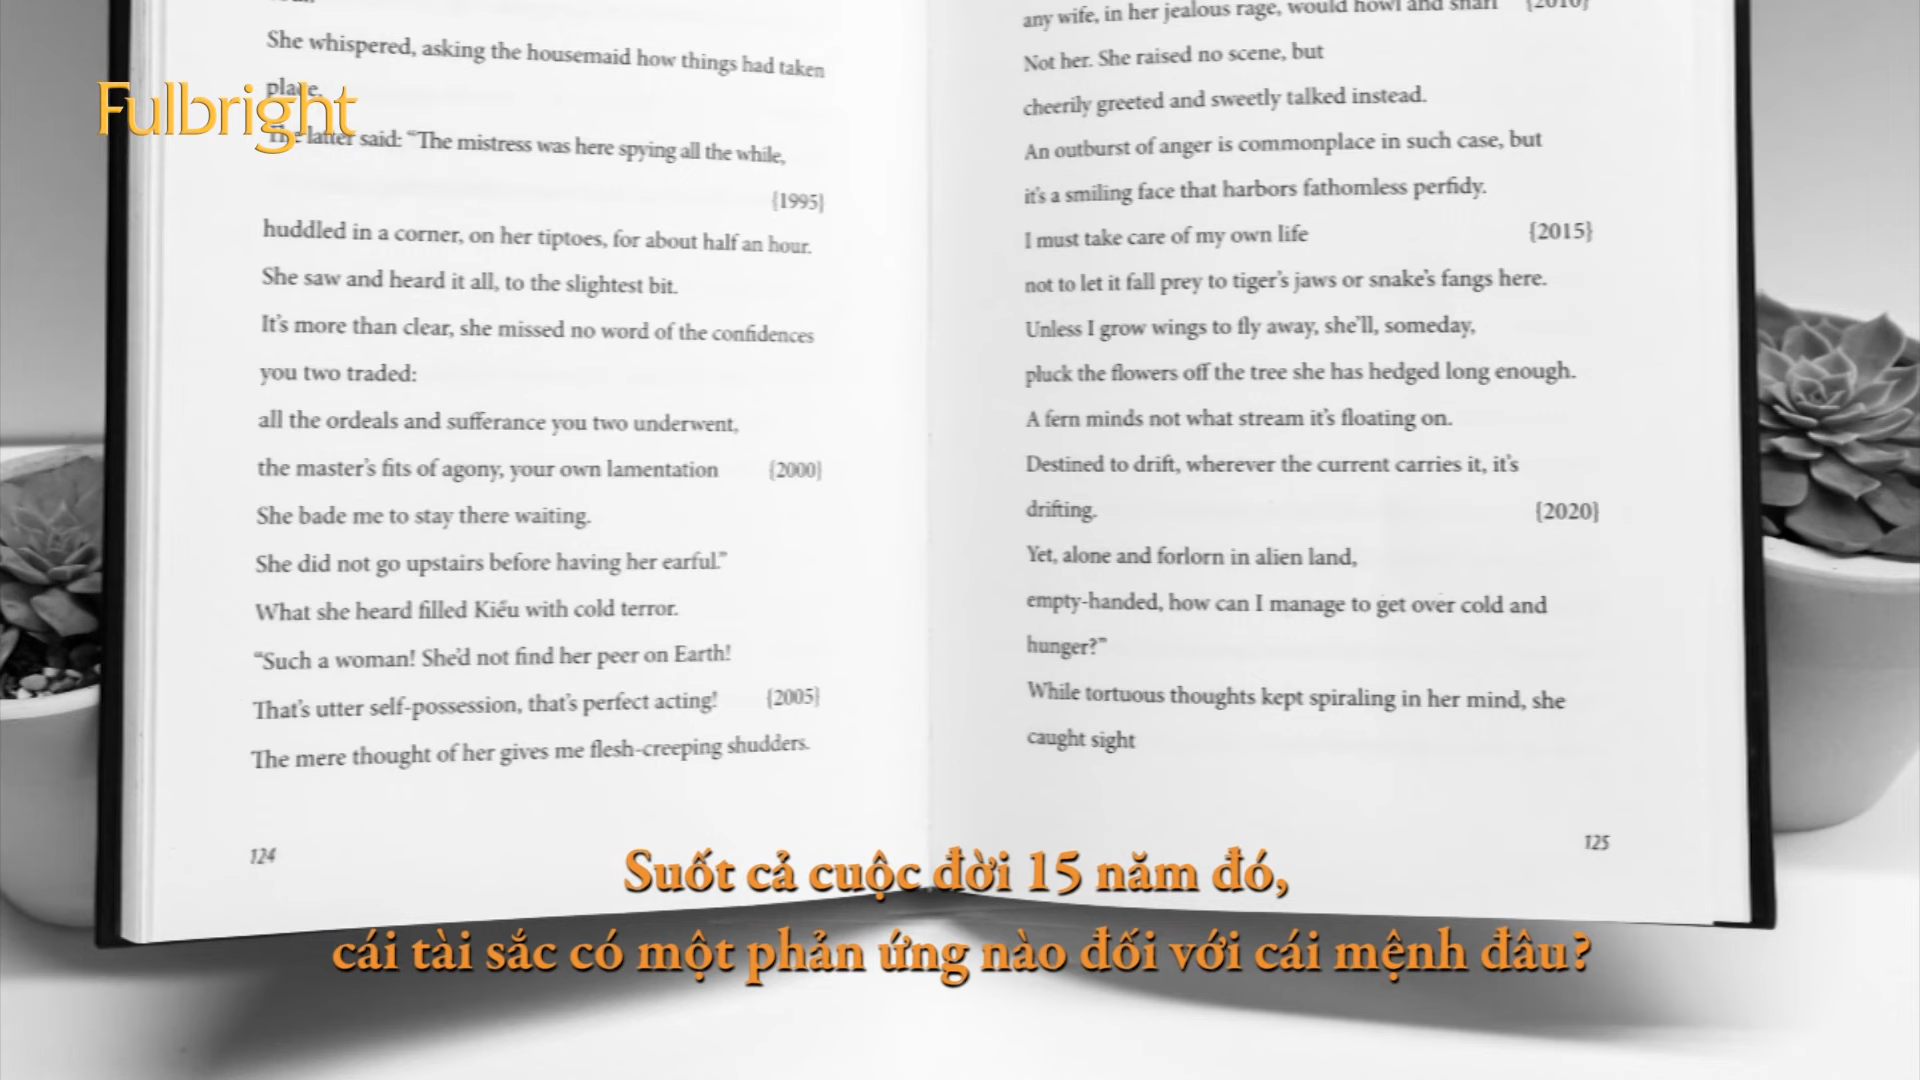 Fulbright
She whispered, asking the housemaid how things had taken
place.
The latter said: “The mistress was here spying all the while,
{1995}
huddled in a corner, on her tiptoes, for about half an hour.
She saw and heard it all, to the slightest bit.
It’s more than clear, she missed no word of the confidences
you two traded:
all the ordeals and sufferance you two underwent,
the master’s fits of agony, your own lamentation {2000}
She bade me to stay there waiting.
She did not go upstairs before having her earful.”
What she heard filled Kiều with cold terror.
“Such a woman! She’d not find her peer on Earth!
That’s utter self-possession, that’s perfect acting! {2005}
The mere thought of her gives me flesh-creeping shudders.
124
any wife, in her jealous rage, would howl and snarl {2010}
Not her. She raised no scene, but
cheerily greeted and sweetly talked instead.
An outburst of anger is commonplace in such case, but
it’s a smiling face that harbors fathomless perfidy.
I must take care of my own life {2015}
not to let it fall prey to tiger’s jaws or snake’s fangs here.
Unless I grow wings to fly away, she’ll, someday,
pluck the flowers off the tree she has hedged long enough.
A fern minds not what stream it’s floating on.
Destined to drift, wherever the current carries it, it’s
drifting. {2020}
Yet, alone and forlorn in alien land,
empty-handed, how can I manage to get over cold and
hunger?”
While tortuous thoughts kept spiraling in her mind, she
caught sight
125
Suốt cả cuộc đời 15 năm đó,
cái tài sắc có một phản ứng nào đối với cái mệnh đâu?